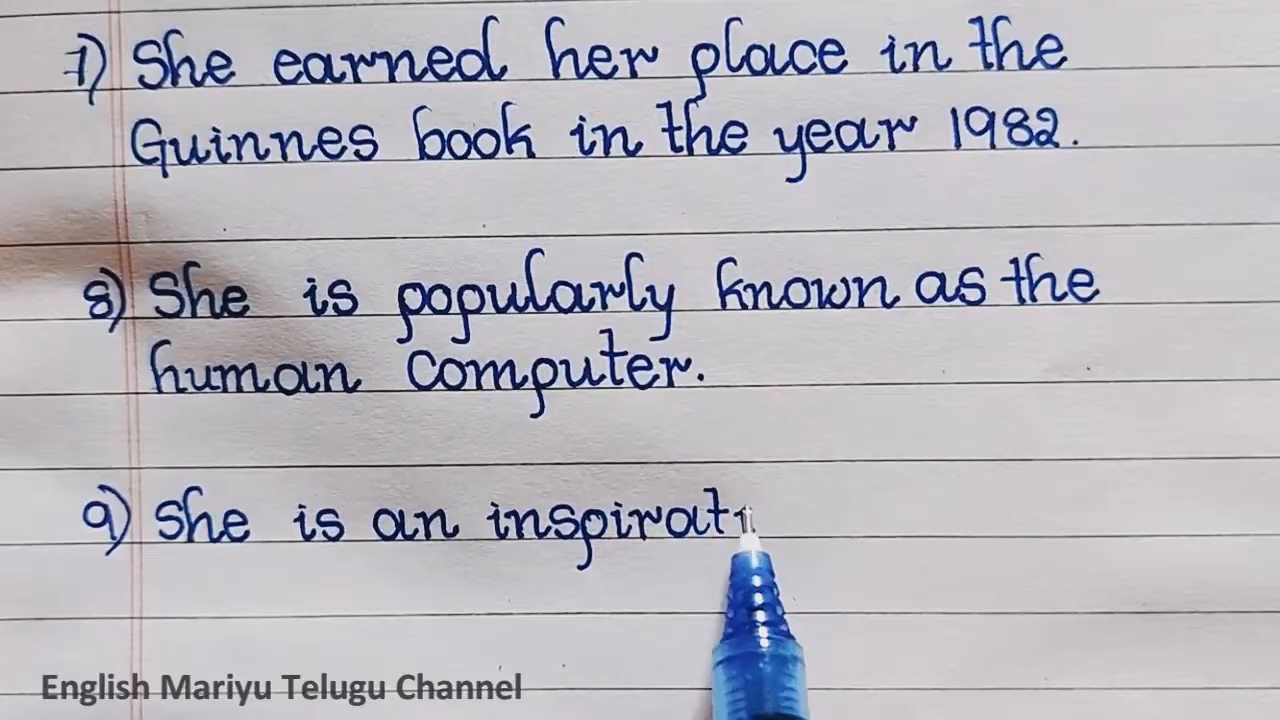 7) She earned her place in the
Guinnes book in the year 1982.
8) She is popularly known as the
human computer.
9) She is an inspirati
English Mariyu Telugu Channel